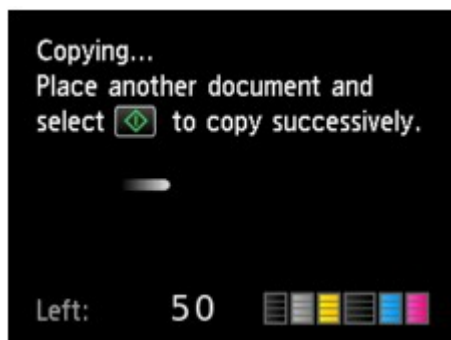 Copying...
Place another document and
select to copy successively.
Left: 50